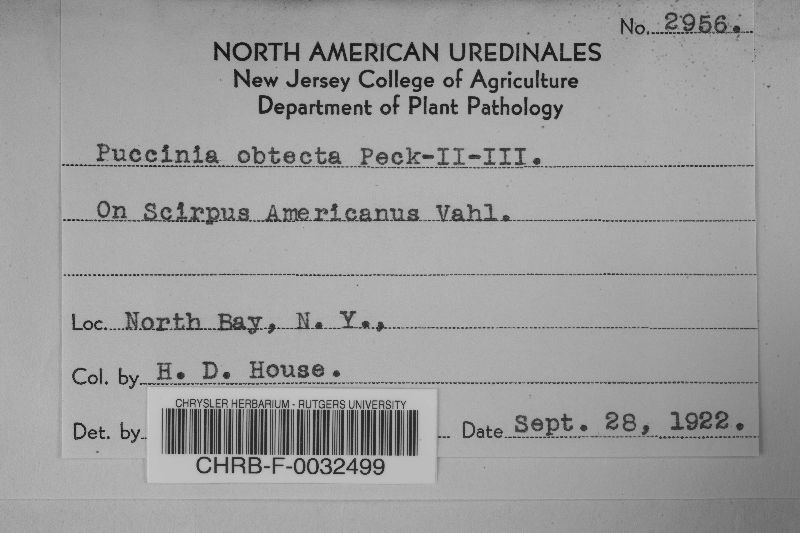 No. 2956.
NORTH AMERICAN UREDINALES
New Jersey College of Agriculture
Department of Plant Pathology
Puccinia obtecta Peck-II-III.
On Scirpus Americanus Vahl.
Loc. North Bay, N. Y.,
Col. by H. D. House.
Det. by Date Sept. 28, 1922.
CHRYSLER HERBARIUM - RUTGERS UNIVERSITY
CHRB-F-0032499